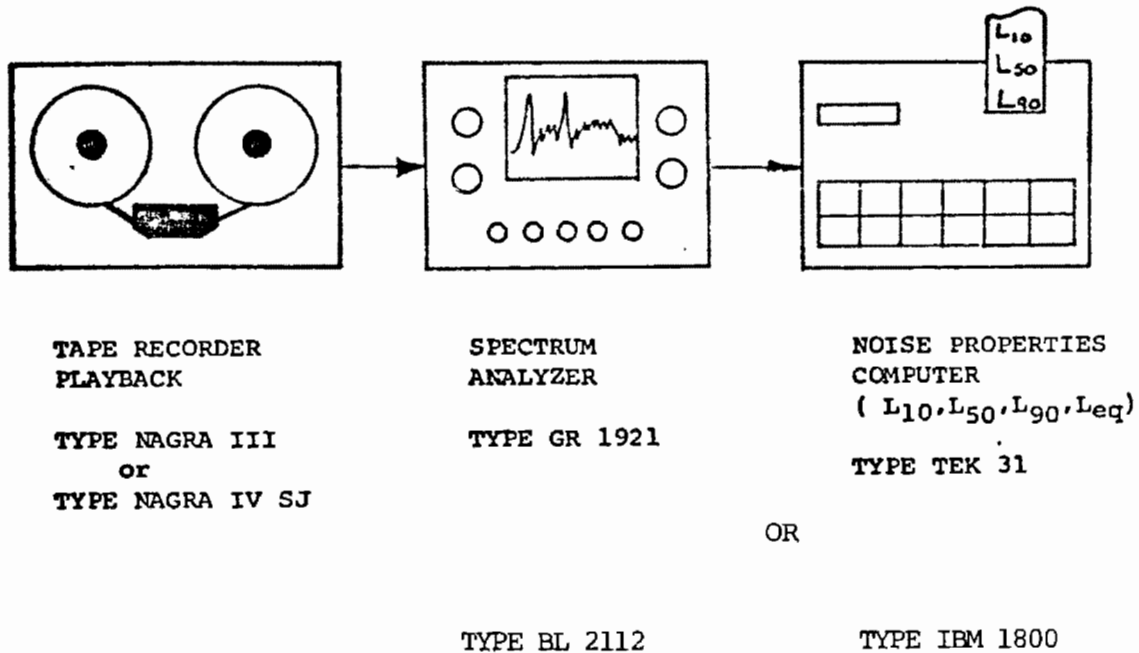 L10
L50
L90
TAPE RECORDER
PLAYBACK
TYPE NAGRA III
or
TYPE NAGRA IV SJ
SPECTRUM
ANALYZER
TYPE GR 1921
NOISE PROPERTIES
COMPUTER
( L10, L50, L90, Leq)
TYPE TEK 31
OR
TYPE BL 2112
TYPE IBM 1800